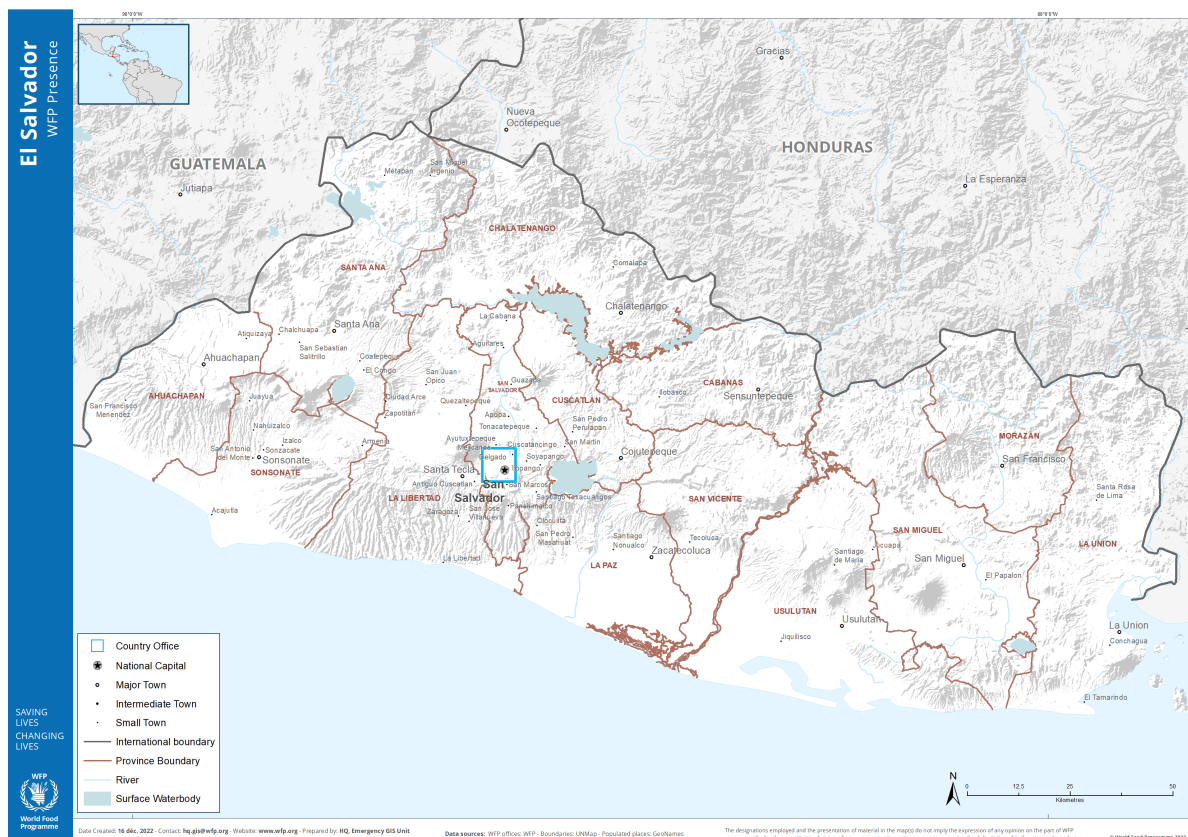 El Salvador
WFP Presence
SAVING
LIVES
CHANGING
LIVES
WFP
World Food
Programme
90°0'0"W
88°0'0"W
Gracias
Nueva
Ocotepeque
HONDURAS
GUATEMALA
Jutiapa
La Esperanza
Metapan
CHALATENANGO
SANTA ANA
Comalapa
Chalatenango
La Cabana
Santa Ana
Chalchuapa
Atiquizaya
San Sebastian
Salitrillo
Aguilares
Coatepec
El Congo
Ahuachapan
San Juan
Opico
Guazapa
SAN
SALVADOR
CABANAS
Sensuntepeque
Ilobasco
AHUACHAPAN
Juayua
Ciudad Arce
Quezaltepeque
CUSCATLAN
San Francisco
Menendez
Zapotitan
Apopa
San Pedro
Perulapan
Nahuizalco
Tonacatepeque
Izalco
Armenia
Ayutuxtepeque
Mejicanos
Cuscatancingo
San Martin
MORAZAN
San Antonio
del Monte
Sonzacate
Sonsonate
Delgado
Soyapango
Cojutepeque
San Francisco
SONSONATE
Santa Tecla
Ilopango
Antiguo Cuscatlan
San
Salvador
San Marcos
LA LIBERTAD
Santiago Texacuangos
SAN VICENTE
Santa Rosa
de Lima
Zaragoza
San Jose
Villanueva
Panchimalco
Acajutla
Olocuilta
SAN MIGUEL
San Pedro
Masahuat
Santiago
Nonualco
Tecoluca
LA UNION
Zacatecoluca
Santiago
de Maria
Jucuapa
San Miguel
La Libertad
LA PAZ
El Papalon
USULUTAN
Usulutan
Jiquilisco
La Union
Conchagua
El Tamarindo
Country Office
National Capital
Major Town
Intermediate Town
Small Town
International boundary
Province Boundary
River
Surface Waterbody
N
0 12.5 25 50
Kilometres
Date Created: 16 déc. 2022 - Contact: hq.gis@wfp.org - Website: www.wfp.org - Prepared by: HQ, Emergency GIS Unit
Data sources: WFP offices: WFP - Boundaries: UNMap - Populated places: GeoNames
The designations employed and the presentation of material in the map(s) do not imply the expression of any opinion on the part of WFP